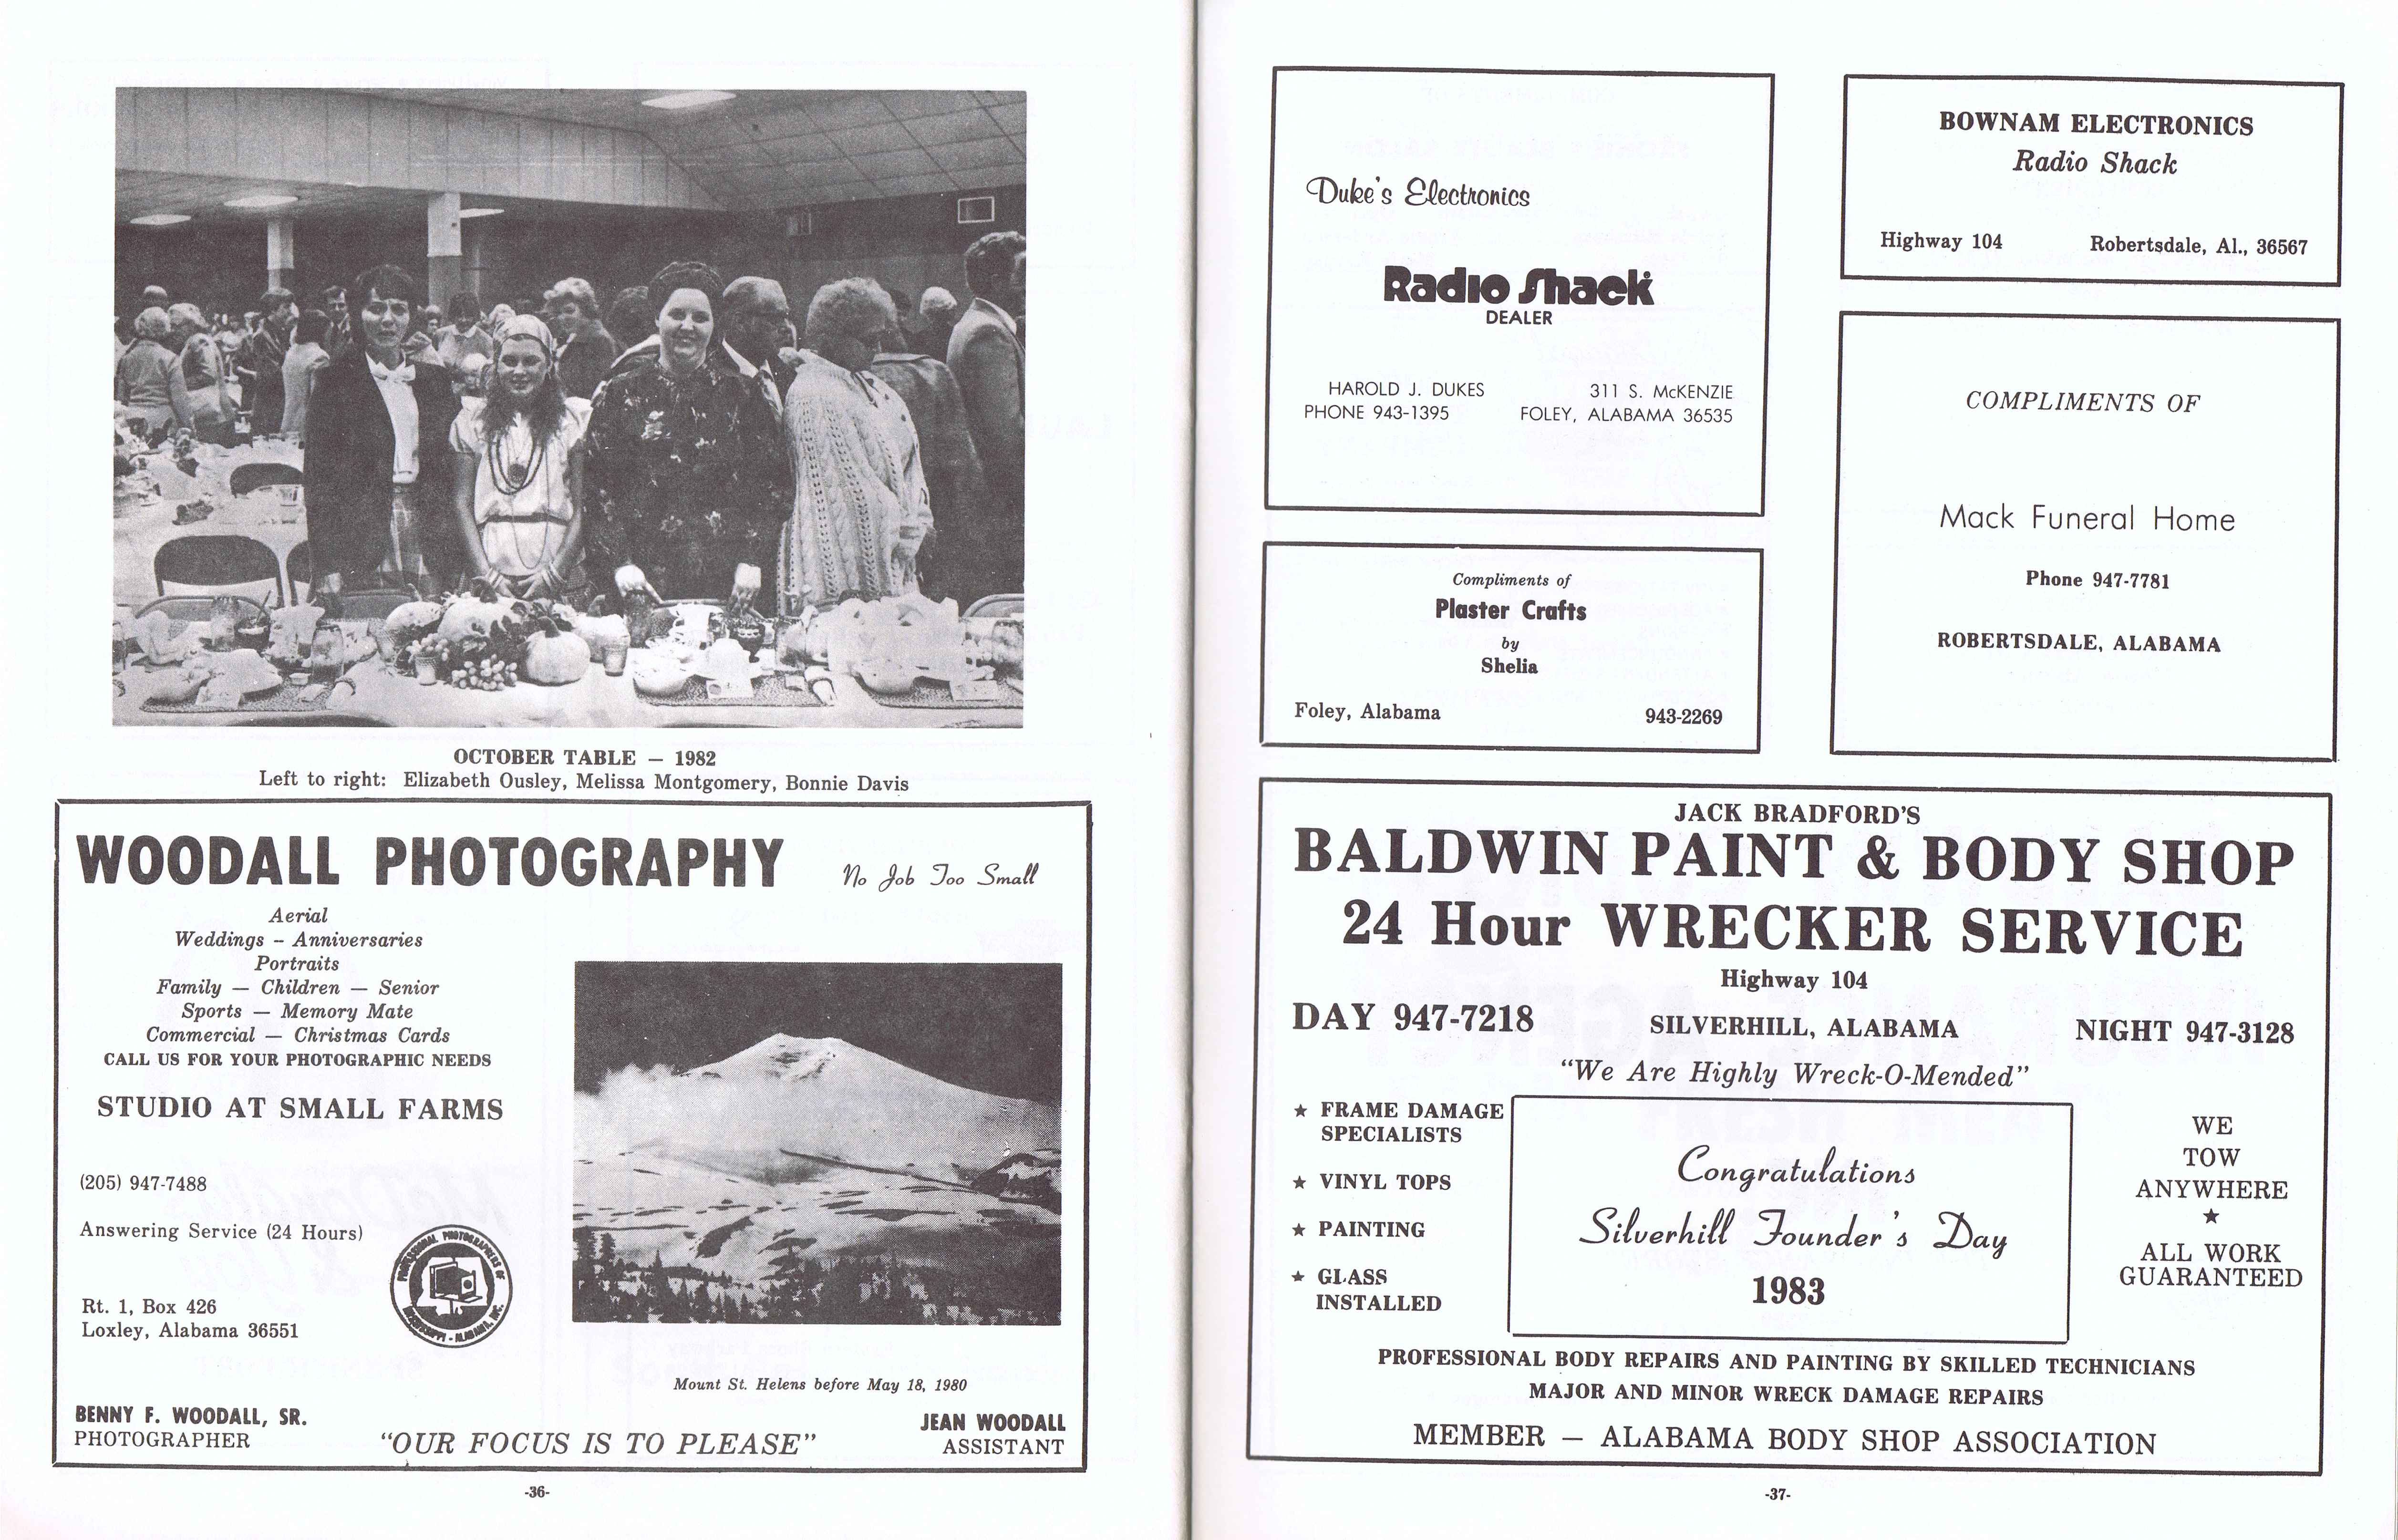 OCTOBER TABLE — 1982
Left to right: Elizabeth Ousley, Melissa Montgomery, Bonnie Davis
WOODALL PHOTOGRAPHY
No Job Too Small
Aerial
Weddings – Anniversaries
Portraits
Family — Children — Senior
Sports — Memory Mate
Commercial — Christmas Cards
CALL US FOR YOUR PHOTOGRAPHIC NEEDS
STUDIO AT SMALL FARMS
(205) 947-7488
Answering Service (24 Hours)
PROFESSIONAL PHOTOGRAPHERS OF
MISSISSIPPI - ALABAMA, INC.
Rt. 1, Box 426
Loxley, Alabama 36551
Mount St. Helens before May 18, 1980
BENNY F. WOODALL, SR.
PHOTOGRAPHER
"OUR FOCUS IS TO PLEASE"
JEAN WOODALL
ASSISTANT
-36-
Duke's Electronics
Radio Shack
DEALER
HAROLD J. DUKES
PHONE 943-1395
311 S. McKENZIE
FOLEY, ALABAMA 36535
BOWNAM ELECTRONICS
Radio Shack
Highway 104
Robertsdale, Al., 36567
Compliments of
Plaster Crafts
by
Shelia
Foley, Alabama
943-2269
COMPLIMENTS OF
Mack Funeral Home
Phone 947-7781
ROBERTSDALE, ALABAMA
JACK BRADFORD'S
BALDWIN PAINT & BODY SHOP
24 Hour WRECKER SERVICE
Highway 104
DAY 947-7218
SILVERHILL, ALABAMA
NIGHT 947-3128
"We Are Highly Wreck-O-Mended"
★ FRAME DAMAGE
SPECIALISTS
★ VINYL TOPS
★ PAINTING
★ GLASS
INSTALLED
Congratulations
Silverhill Founder's Day
1983
WE
TOW
ANYWHERE
★
ALL WORK
GUARANTEED
PROFESSIONAL BODY REPAIRS AND PAINTING BY SKILLED TECHNICIANS
MAJOR AND MINOR WRECK DAMAGE REPAIRS
MEMBER — ALABAMA BODY SHOP ASSOCIATION
-37-